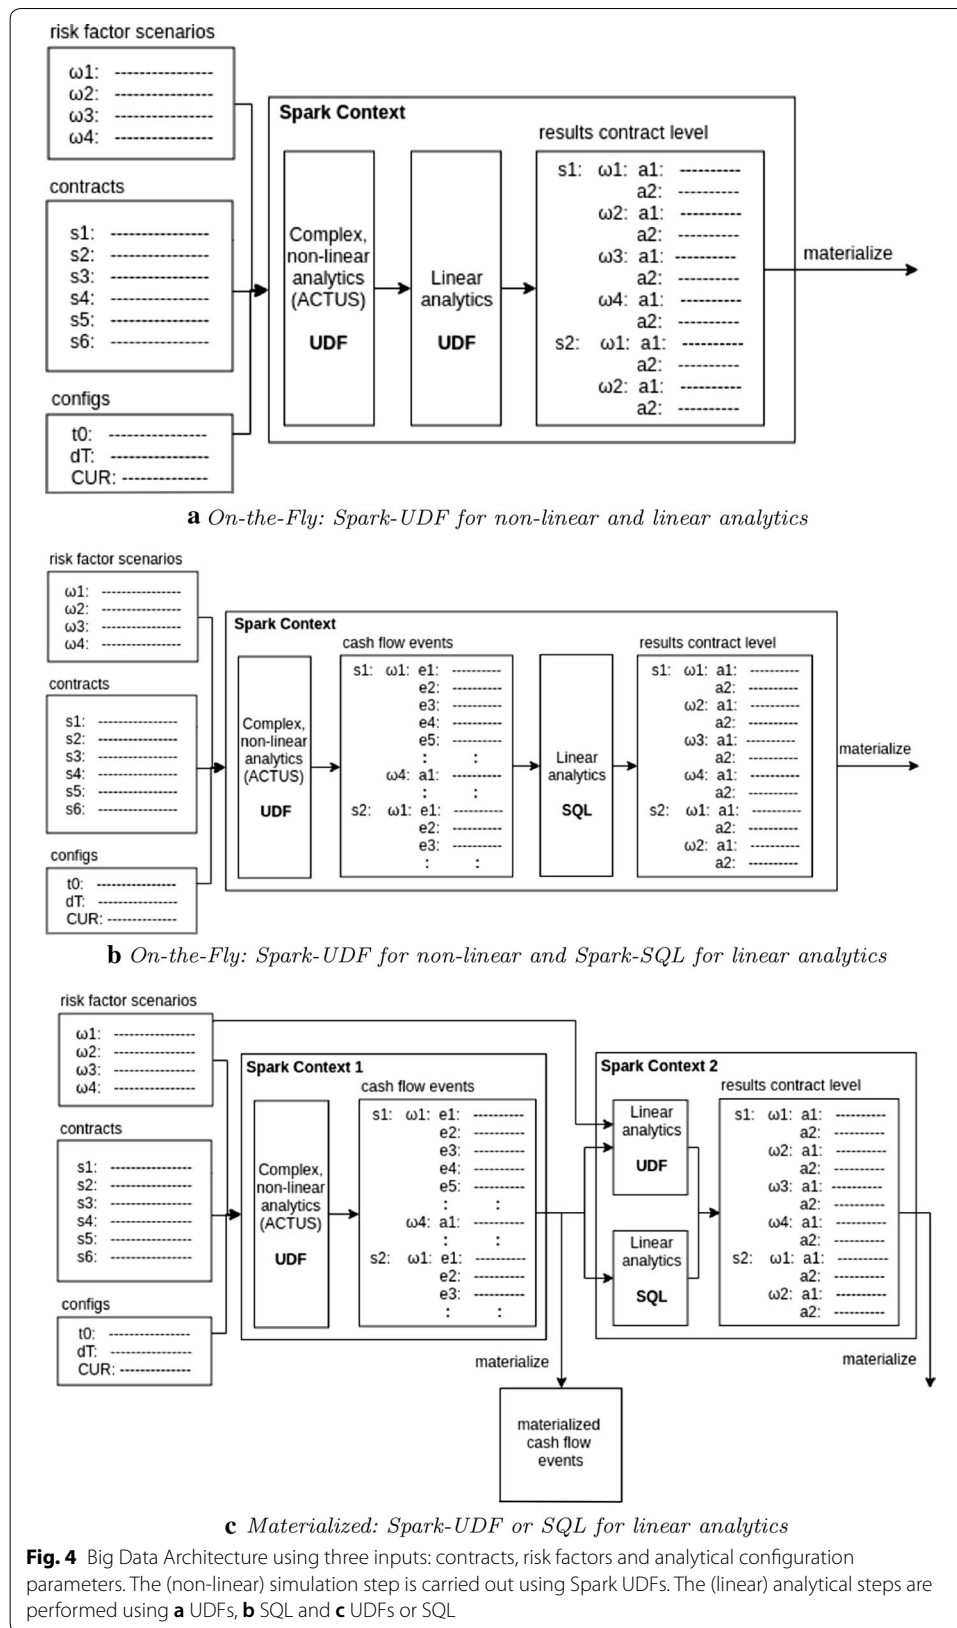 risk factor scenarios
ω1: ----------------
ω2: ----------------
ω3: ----------------
ω4: ----------------
contracts
s1: ----------------
s2: ----------------
s3: ----------------
s4: ----------------
s5: ----------------
s6: ----------------
configs
t0: ----------------
dT: ----------------
CUR: --------------
Spark Context
Complex,
non-linear
analytics
(ACTUS)
UDF
Linear
analytics
UDF
results contract level
s1: ω1: a1: ----------
a2: ----------
ω2: a1: ----------
a2: ----------
ω3: a1: ----------
a2: ----------
ω4: a1: ----------
a2: ----------
s2: ω1: a1: ----------
a2: ----------
ω2: a1: ----------
a2: ----------
materialize
a On-the-Fly: Spark-UDF for non-linear and linear analytics
risk factor scenarios
ω1: ----------------
ω2: ----------------
ω3: ----------------
ω4: ----------------
contracts
s1: ----------------
s2: ----------------
s3: ----------------
s4: ----------------
s5: ----------------
s6: ----------------
configs
t0: ----------------
dT: ----------------
CUR: --------------
Spark Context
Complex,
non-linear
analytics
(ACTUS)
UDF
cash flow events
s1: ω1: e1: ----------
e2: ----------
e3: ----------
e4: ----------
e5: ----------
: :
ω4: a1: ----------
: :
s2: ω1: e1: ----------
e2: ----------
e3: ----------
: :
Linear
analytics
SQL
results contract level
s1: ω1: a1: ----------
a2: ----------
ω2: a1: ----------
a2: ----------
ω3: a1: ----------
a2: ----------
ω4: a1: ----------
a2: ----------
s2: ω1: a1: ----------
a2: ----------
ω2: a1: ----------
a2: ----------
materialize
b On-the-Fly: Spark-UDF for non-linear and Spark-SQL for linear analytics
risk factor scenarios
ω1: ----------------
ω2: ----------------
ω3: ----------------
ω4: ----------------
contracts
s1: ----------------
s2: ----------------
s3: ----------------
s4: ----------------
s5: ----------------
s6: ----------------
configs
t0: ----------------
dT: ----------------
CUR: --------------
Spark Context 1
Complex,
non-linear
analytics
(ACTUS)
UDF
cash flow events
s1: ω1: e1: ----------
e2: ----------
e3: ----------
e4: ----------
e5: ----------
: :
ω4: a1: ----------
: :
s2: ω1: e1: ----------
e2: ----------
e3: ----------
: :
materialize
materialized
cash flow
events
Spark Context 2
Linear
analytics
UDF
Linear
analytics
SQL
results contract level
s1: ω1: a1: ----------
a2: ----------
ω2: a1: ----------
a2: ----------
ω3: a1: ----------
a2: ----------
ω4: a1: ----------
a2: ----------
s2: ω1: a1: ----------
a2: ----------
ω2: a1: ----------
a2: ----------
materialize
c Materialized: Spark-UDF or SQL for linear analytics
Fig. 4 Big Data Architecture using three inputs: contracts, risk factors and analytical configuration
parameters. The (non-linear) simulation step is carried out using Spark UDFs. The (linear) analytical steps are
performed using a UDFs, b SQL and c UDFs or SQL